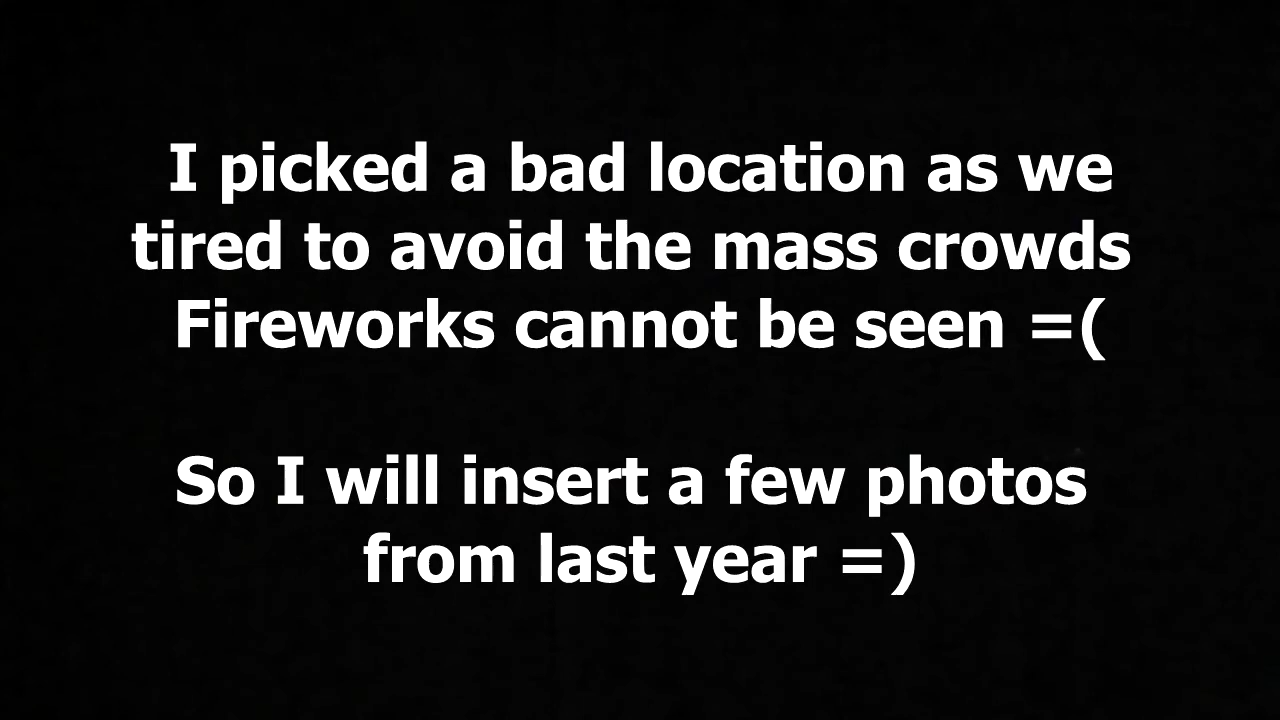 I picked a bad location as we
tired to avoid the mass crowds
Fireworks cannot be seen =(
So I will insert a few photos
from last year =)